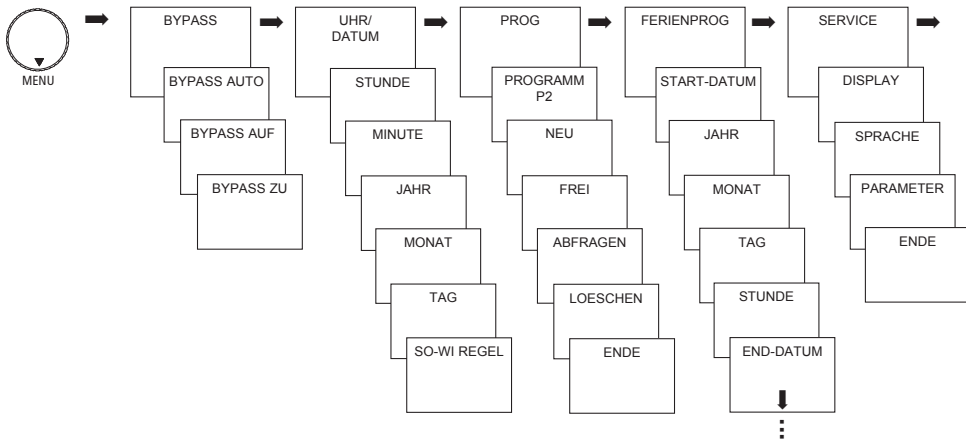 MENU
BYPASS
BYPASS AUTO
BYPASS AUF
BYPASS ZU
UHR/
DATUM
STUNDE
MINUTE
JAHR
MONAT
TAG
SO-WI REGEL
PROG
PROGRAMM
P2
NEU
FREI
ABFRAGEN
LOESCHEN
ENDE
FERIENPROG
START-DATUM
JAHR
MONAT
TAG
STUNDE
END-DATUM
SERVICE
DISPLAY
SPRACHE
PARAMETER
ENDE